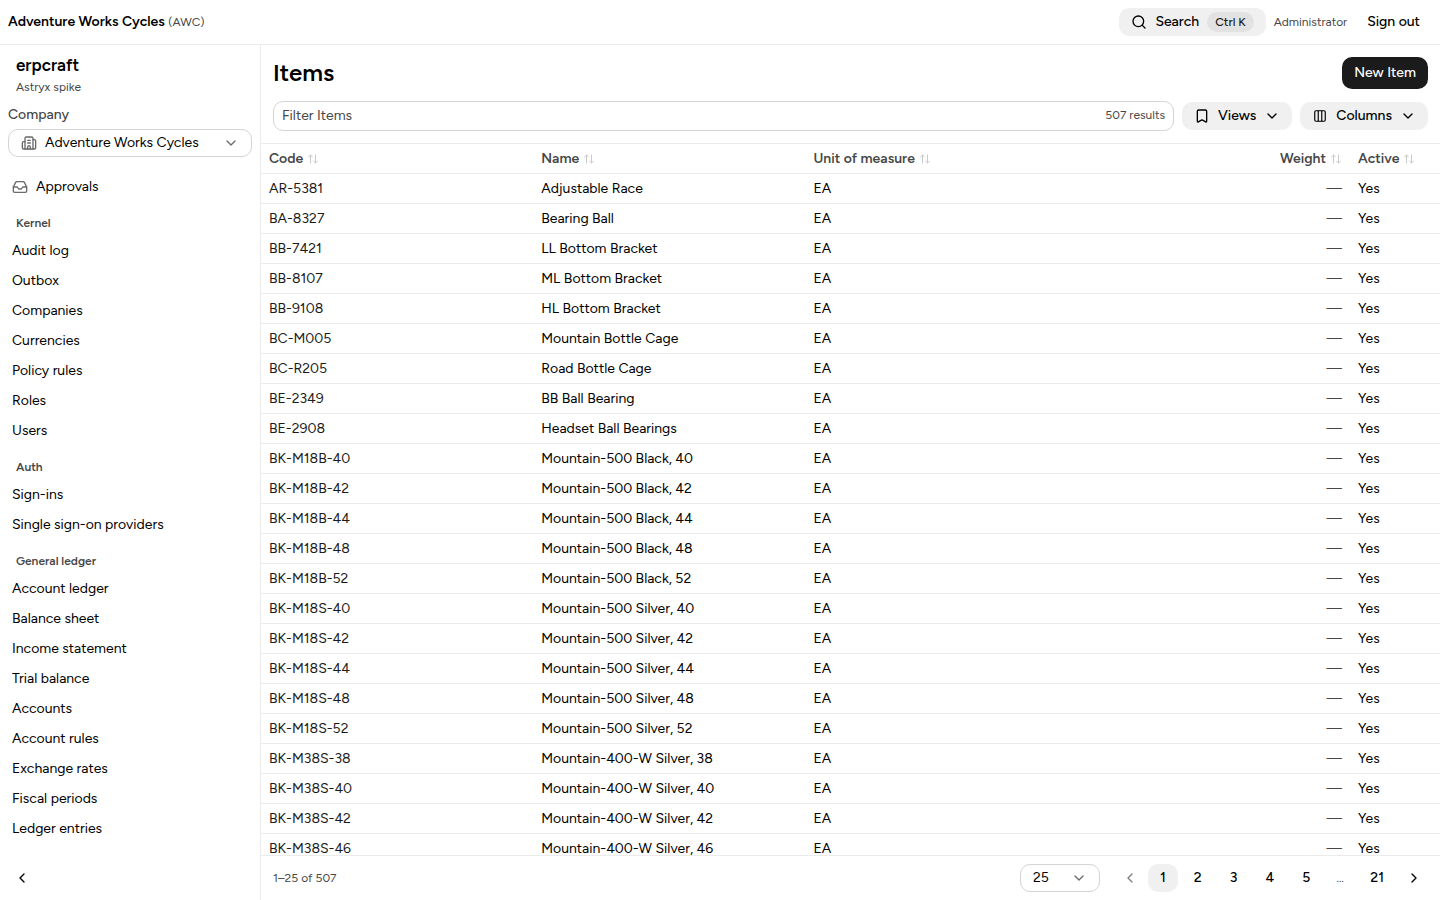 Adventure Works Cycles (AWC)
Search Ctrl K Administrator Sign out
erpcraft
Astryx spike
Company
Adventure Works Cycles
Approvals
Kernel
Audit log
Outbox
Companies
Currencies
Policy rules
Roles
Users
Auth
Sign-ins
Single sign-on providers
General ledger
Account ledger
Balance sheet
Income statement
Trial balance
Accounts
Account rules
Exchange rates
Fiscal periods
Ledger entries
Items
New Item
Filter Items 507 results Views Columns
Code Name Unit of measure Weight Active
AR-5381 Adjustable Race EA — Yes
BA-8327 Bearing Ball EA — Yes
BB-7421 LL Bottom Bracket EA — Yes
BB-8107 ML Bottom Bracket EA — Yes
BB-9108 HL Bottom Bracket EA — Yes
BC-M005 Mountain Bottle Cage EA — Yes
BC-R205 Road Bottle Cage EA — Yes
BE-2349 BB Ball Bearing EA — Yes
BE-2908 Headset Ball Bearings EA — Yes
BK-M18B-40 Mountain-500 Black, 40 EA — Yes
BK-M18B-42 Mountain-500 Black, 42 EA — Yes
BK-M18B-44 Mountain-500 Black, 44 EA — Yes
BK-M18B-48 Mountain-500 Black, 48 EA — Yes
BK-M18B-52 Mountain-500 Black, 52 EA — Yes
BK-M18S-40 Mountain-500 Silver, 40 EA — Yes
BK-M18S-42 Mountain-500 Silver, 42 EA — Yes
BK-M18S-44 Mountain-500 Silver, 44 EA — Yes
BK-M18S-48 Mountain-500 Silver, 48 EA — Yes
BK-M18S-52 Mountain-500 Silver, 52 EA — Yes
BK-M38S-38 Mountain-400-W Silver, 38 EA — Yes
BK-M38S-40 Mountain-400-W Silver, 40 EA — Yes
BK-M38S-42 Mountain-400-W Silver, 42 EA — Yes
BK-M38S-46 Mountain-400-W Silver, 46 EA — Yes
1–25 of 507 25 1 2 3 4 5 ... 21